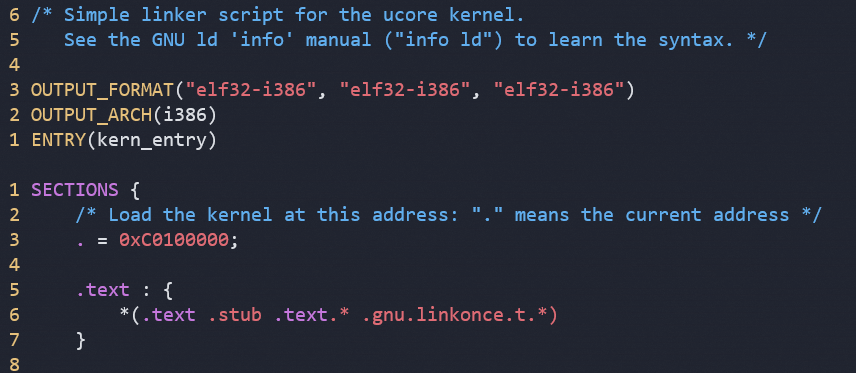 6 /* Simple linker script for the ucore kernel.
5    See the GNU ld 'info' manual ("info ld") to learn the syntax. */
4
3 OUTPUT_FORMAT("elf32-i386", "elf32-i386", "elf32-i386")
2 OUTPUT_ARCH(i386)
1 ENTRY(kern_entry)

1 SECTIONS {
2     /* Load the kernel at this address: "." means the current address */
3     . = 0xC0100000;
4
5     .text : {
6         *(.text .stub .text.* .gnu.linkonce.t.*)
7     }
8